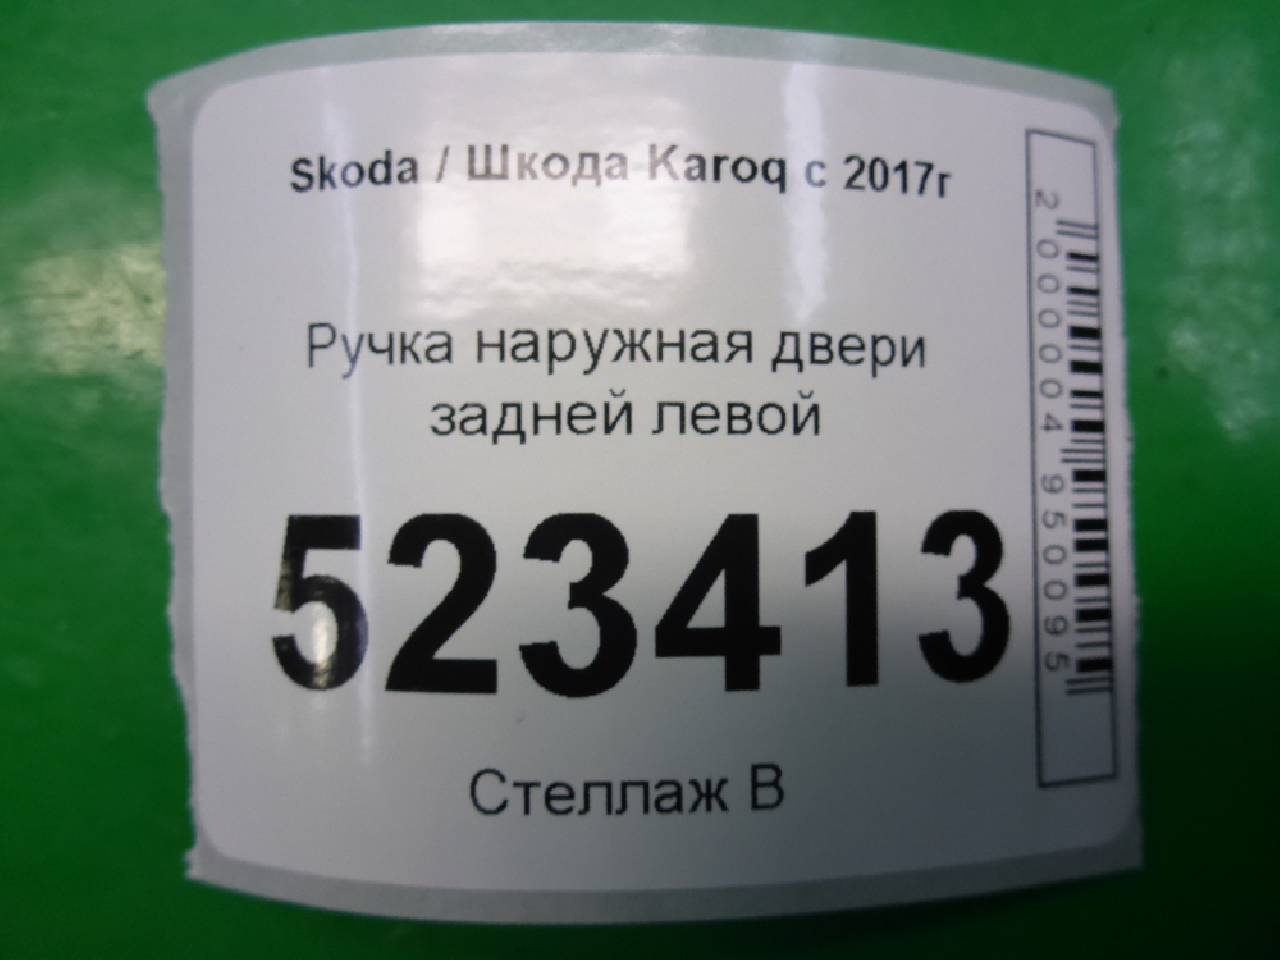 Skoda / Шкода Karoq с 2017г
Ручка наружная двери
задней левой
523413
Стеллаж В
2000004950095